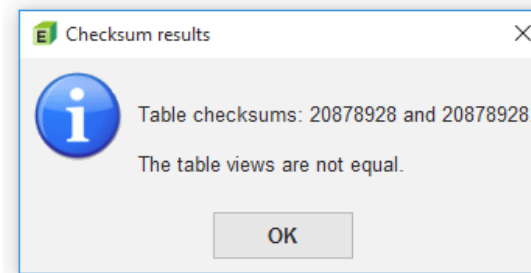 E Checksum results
Table checksums: 20878928 and 20878928
The table views are not equal.
OK